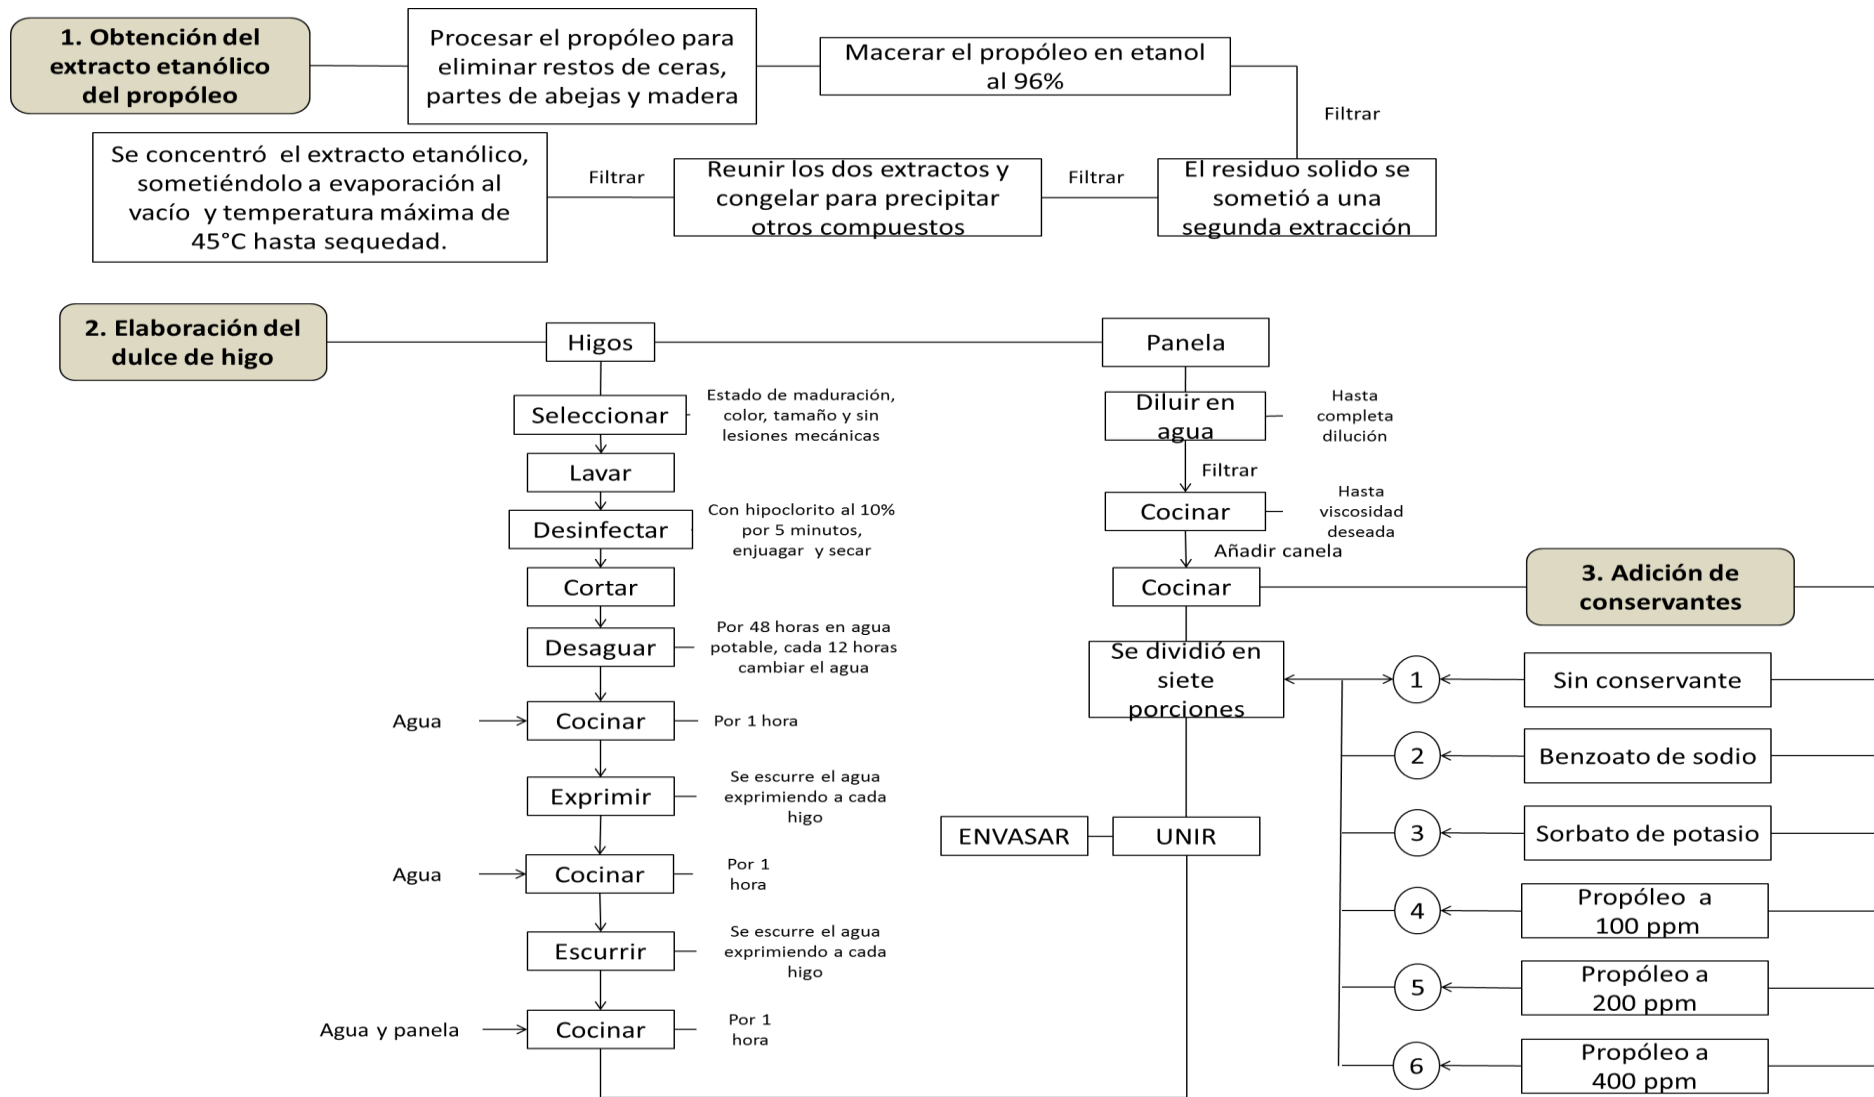 1. Obtención del
extracto etanólico
del propóleo
Procesar el propóleo para
eliminar restos de ceras,
partes de abejas y madera
Macerar el propóleo en etanol
al 96%
Filtrar
El residuo solido se
sometió a una
segunda extracción
Filtrar
Reunir los dos extractos y
congelar para precipitar
otros compuestos
Filtrar
Se concentró el extracto etanólico,
sometiéndolo a evaporación al
vacío y temperatura máxima de
45°C hasta sequedad.
2. Elaboración del
dulce de higo
Higos
Seleccionar
Estado de maduración,
color, tamaño y sin
lesiones mecánicas
Lavar
Desinfectar
Con hipoclorito al 10%
por 5 minutos,
enjuagar y secar
Cortar
Desaguar
Por 48 horas en agua
potable, cada 12 horas
cambiar el agua
Agua
Cocinar
Por 1 hora
Exprimir
Se escurre el agua
exprimiendo a cada
higo
Agua
Cocinar
Por 1
hora
Escurrir
Se escurre el agua
exprimiendo a cada
higo
Agua y panela
Cocinar
Por 1
hora
Panela
Diluir en
agua
Hasta
completa
dilución
Filtrar
Cocinar
Hasta
viscosidad
deseada
Añadir canela
Cocinar
Se dividió en
siete
porciones
ENVASAR
UNIR
3. Adición de
conservantes
1
Sin conservante
2
Benzoato de sodio
3
Sorbato de potasio
4
Propóleo a
100 ppm
5
Propóleo a
200 ppm
6
Propóleo a
400 ppm